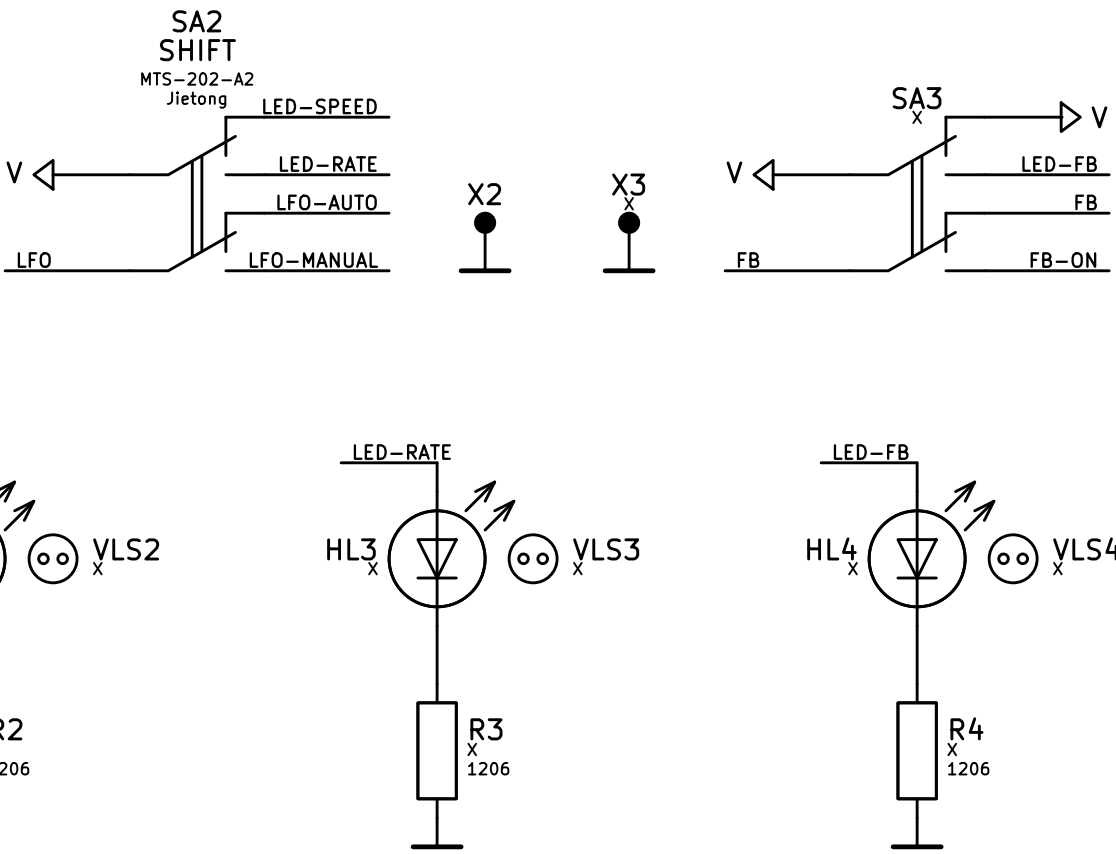 SA2
SHIFT
MTS-202-A2
Jietong
LED-SPEED
V
LED-RATE
LFO-AUTO
LFO
LFO-MANUAL
X2
X3
X
SA3
X
V
V
LED-FB
FB
FB
FB-ON
LED-RATE
LED-FB
VLS2
X
HL3
X
VLS3
X
HL4
X
VLS4
X
R2
206
R3
X
1206
R4
X
1206